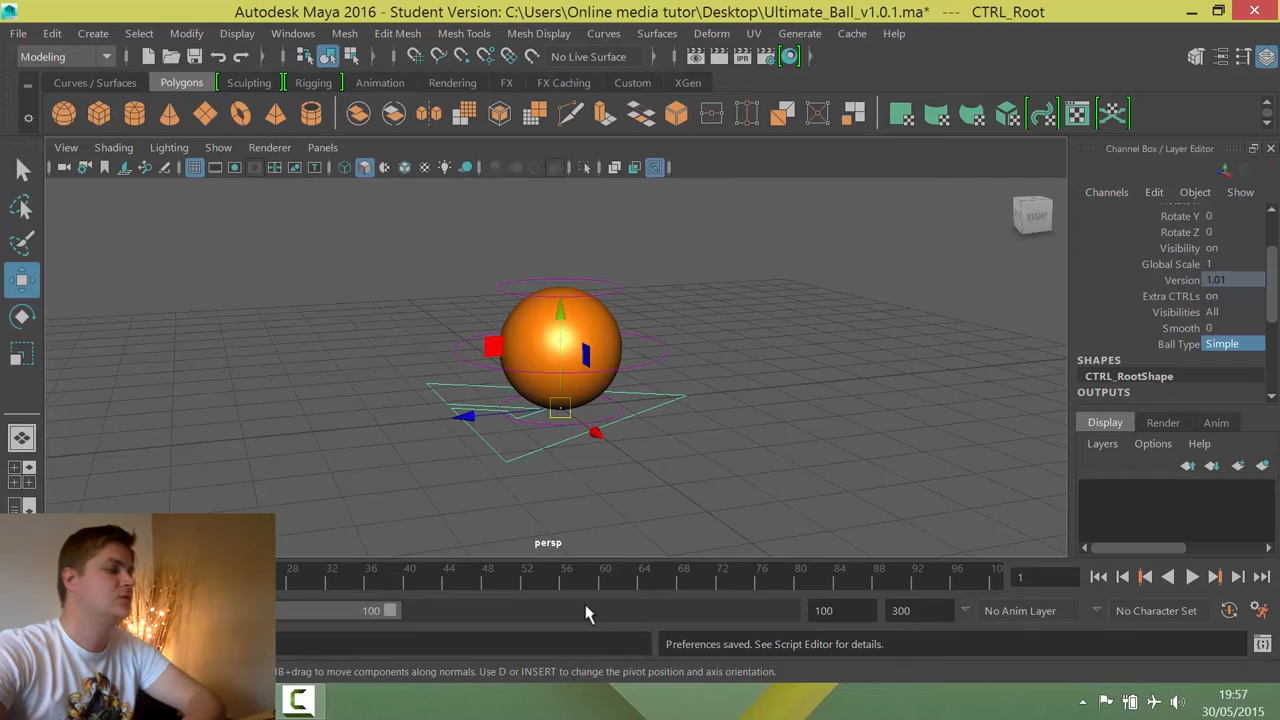 Autodesk Maya 2016 - Student Version: C:\Users\Online media tutor\Desktop\Ultimate_Ball_v1.0.1.ma* --- CTRL_Root
File Edit Create Select Modify Display Windows Mesh Edit Mesh Mesh Tools Mesh Display Curves Surfaces Deform UV Generate Cache Help
Modeling No Live Surface
Curves / Surfaces Polygons Sculpting Rigging Animation Rendering FX FX Caching Custom XGen
IPR
View Shading Lighting Show Renderer Panels
Channel Box / Layer Editor
Channels Edit Object Show
Rotate Y 0
Rotate Z 0
Visibility on
Global Scale 1
Version 1.01
Extra CTRLs on
Visibilities All
Smooth 0
Ball Type Simple
SHAPES
CTRL_RootShape
OUTPUTS
RIGHT
Display Render Anim
Layers Options Help
persp
28 32 36 40 44 48 52 56 60 64 68 72 76 80 84 88 92 96 10
1
100 100 300 No Anim Layer No Character Set
Preferences saved. See Script Editor for details.
B+drag to move components along normals. Use D or INSERT to change the pivot position and axis orientation.
19:57
30/05/2015